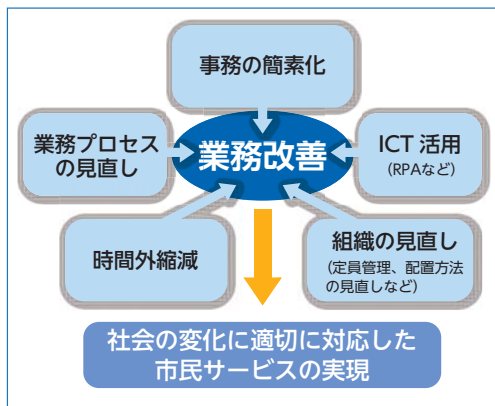 事務の簡素化
業務プロセス
の見直し
業務改善
ICT 活用
(RPAなど)
時間外縮減
組織の見直し
(定員管理、配置方法
の見直しなど)
社会の変化に適切に対応した
市民サービスの実現